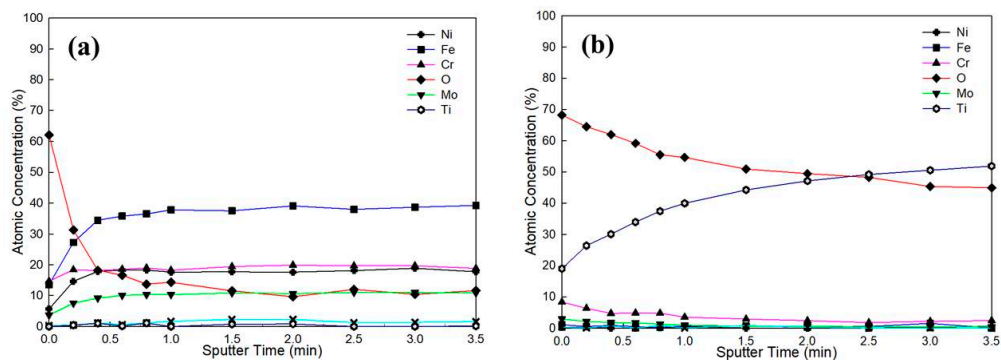 (a)
Atomic Concentration (%)
100
90
80
70
60
50
40
30
20
10
0
0.0 0.5 1.0 1.5 2.0 2.5 3.0 3.5
Sputter Time (min)
Ni
Fe
Cr
O
Mo
Ti
(b)
Atomic Concentration (%)
100
90
80
70
60
50
40
30
20
10
0
0.0 0.5 1.0 1.5 2.0 2.5 3.0 3.5
Sputter Time (min)
Ni
Fe
Cr
O
Mo
Ti